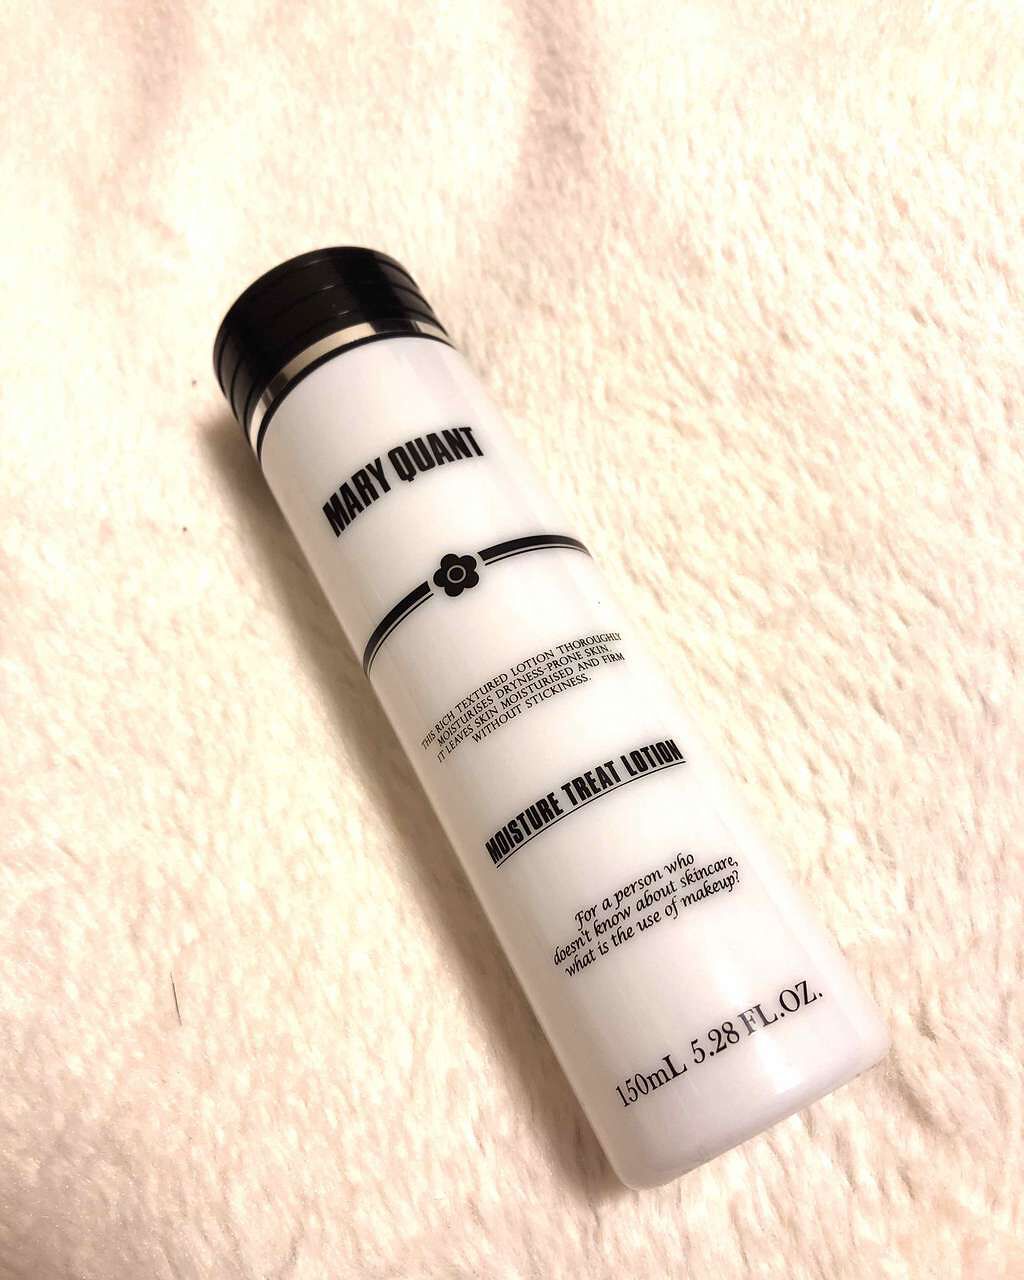 MARY QUANT
THIS RICH TEXTURED LOTION THOROUGHLY
MOISTURISES DRYNESS-PRONE SKIN.
IT LEAVES SKIN MOISTURISED AND FIRM
WITHOUT STICKINESS.
MOISTURE TREAT LOTION
For a person who
doesn't know about skincare,
what is the use of makeup?
150mL 5.28 FL.OZ.